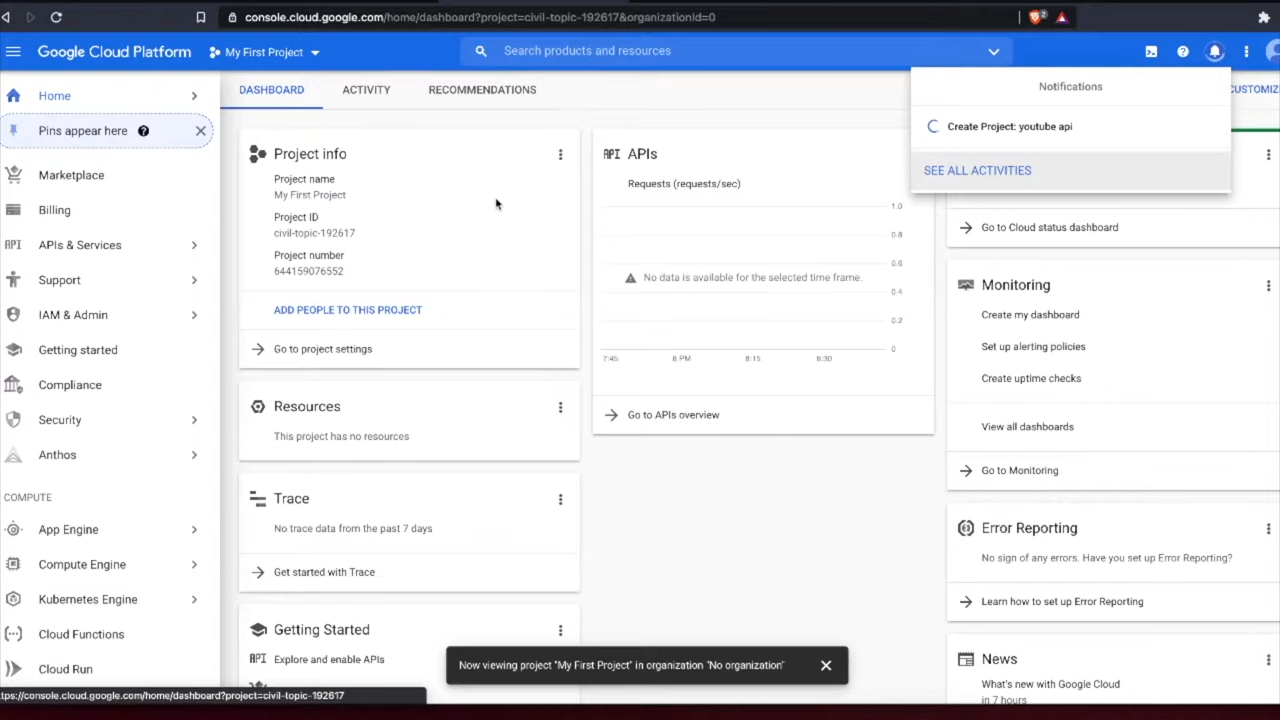 console.cloud.google.com/home/dashboard?project=civil-topic-192617&organizationId=0
2
Google Cloud Platform
My First Project
Search products and resources
Home
Pins appear here
Marketplace
Billing
API
APIs & Services
Support
IAM & Admin
Getting started
Compliance
Security
Anthos
COMPUTE
App Engine
Compute Engine
Kubernetes Engine
Cloud Functions
Cloud Run
DASHBOARD
ACTIVITY
RECOMMENDATIONS
CUSTOMIZ
Notifications
Create Project: youtube api
SEE ALL ACTIVITIES
Project info
Project name
My First Project
Project ID
civil-topic-192617
Project number
644159076552
ADD PEOPLE TO THIS PROJECT
Go to project settings
Resources
This project has no resources
Trace
No trace data from the past 7 days
Get started with Trace
Getting Started
API Explore and enable APIs
API APIs
Requests (requests/sec)
1.0
0.8
0.6
No data is available for the selected time frame.
0.4
0.2
0
7:45 8 PM 8:15 8:30
Go to APIs overview
Go to Cloud status dashboard
Monitoring
Create my dashboard
Set up alerting policies
Create uptime checks
View all dashboards
Go to Monitoring
Error Reporting
No sign of any errors. Have you set up Error Reporting?
Learn how to set up Error Reporting
News
What's new with Google Cloud
in 7 hours
Now viewing project "My First Project" in organization "No organization"
ttps://console.cloud.google.com/home/dashboard?project=civil-topic-192617